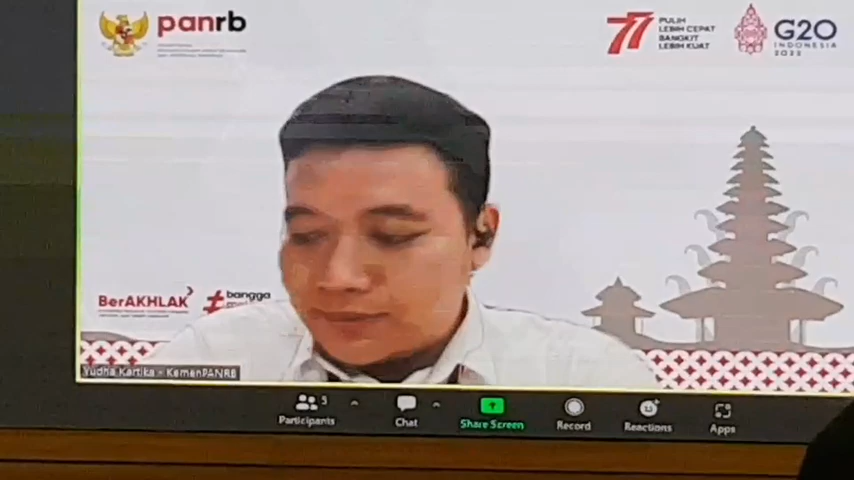 panrb
77
PULIH
LEBIH CEPAT
BANGKIT
LEBIH KUAT
G20
INDONESIA
2022
BerAKHLAK
#bangga
Yudha Kartika - KemenPANRB
Participants
5
Chat
Share Screen
Record
Reactions
Apps